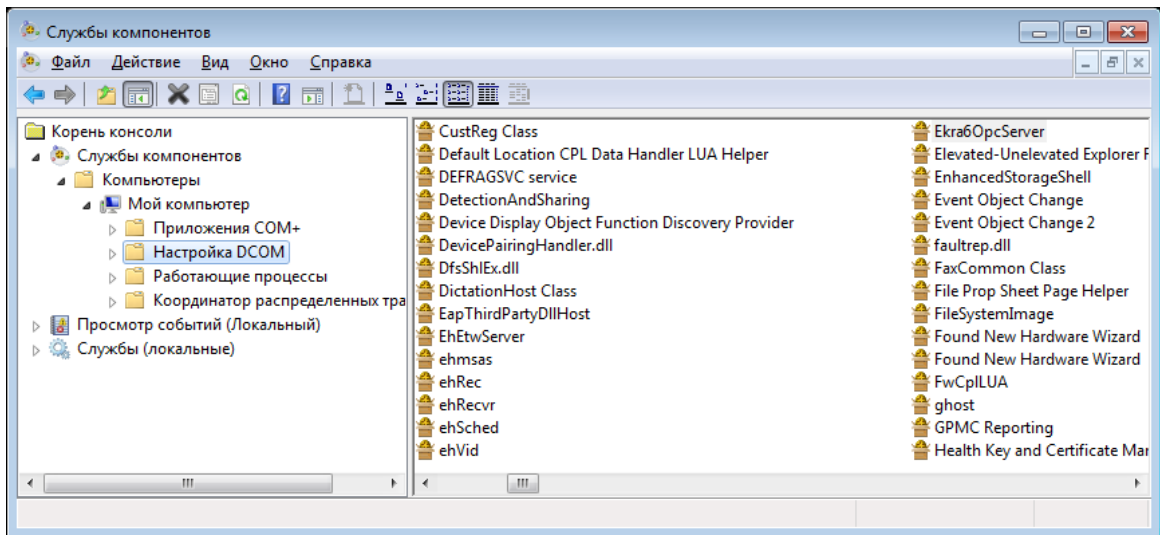 Службы компонентов
Файл Действие Вид Окно Справка
Корень консоли
Службы компонентов
Компьютеры
Мой компьютер
Приложения COM+
Настройка DCOM
Работающие процессы
Координатор распределенных тра
Просмотр событий (Локальный)
Службы (локальные)
CustReg Class
Default Location CPL Data Handler LUA Helper
DEFRAGSVC service
DetectionAndSharing
Device Display Object Function Discovery Provider
DevicePairingHandler.dll
DfsShlEx.dll
DictationHost Class
EapThirdPartyDllHost
EhEtwServer
ehmsas
ehRec
ehRecvr
ehSched
ehVid
Ekra6OpcServer
Elevated-Unelevated Explorer F
EnhancedStorageShell
Event Object Change
Event Object Change 2
faultrep.dll
FaxCommon Class
File Prop Sheet Page Helper
FileSystemImage
Found New Hardware Wizard
Found New Hardware Wizard
FwCplLUA
ghost
GPMC Reporting
Health Key and Certificate Mar